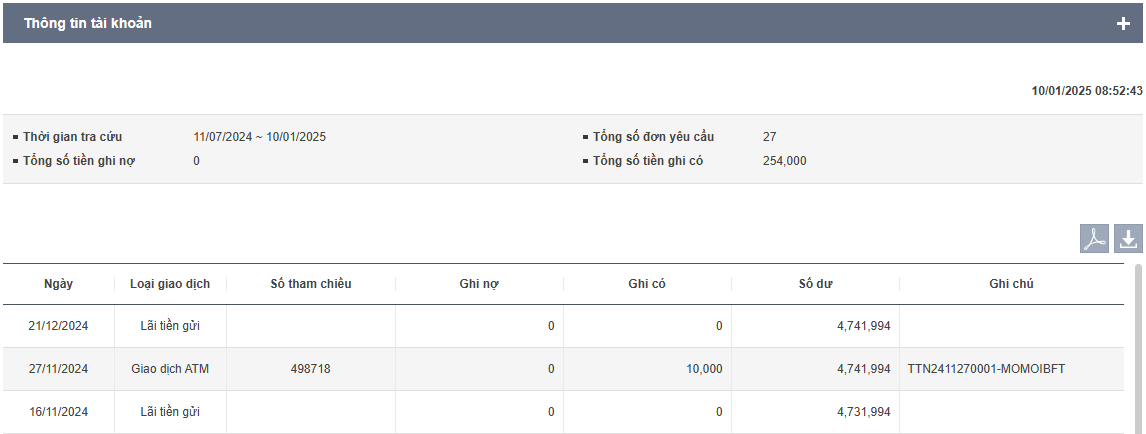 Thông tin tài khoản
10/01/2025 08:52:43
Thời gian tra cứu 11/07/2024 ~ 10/01/2025 Tổng số đơn yêu cầu 27
Tổng số tiền ghi nợ 0 Tổng số tiền ghi có 254,000
Ngày Loại giao dịch Số tham chiếu Ghi nợ Ghi có Số dư Ghi chú
21/12/2024 Lãi tiền gửi 0 0 4,741,994
27/11/2024 Giao dịch ATM 498718 0 10,000 4,741,994 TTN2411270001-MOMOIBFT
16/11/2024 Lãi tiền gửi 0 0 4,731,994